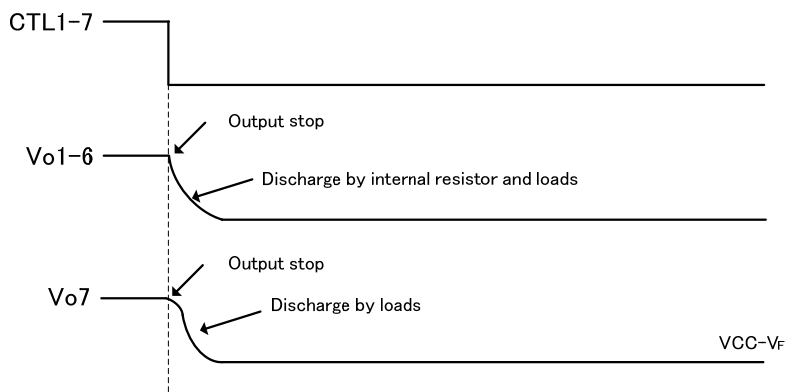 CTL1-7
Output stop
Vo1-6
Discharge by internal resistor and loads
Output stop
Vo7
Discharge by loads
VCC-VF